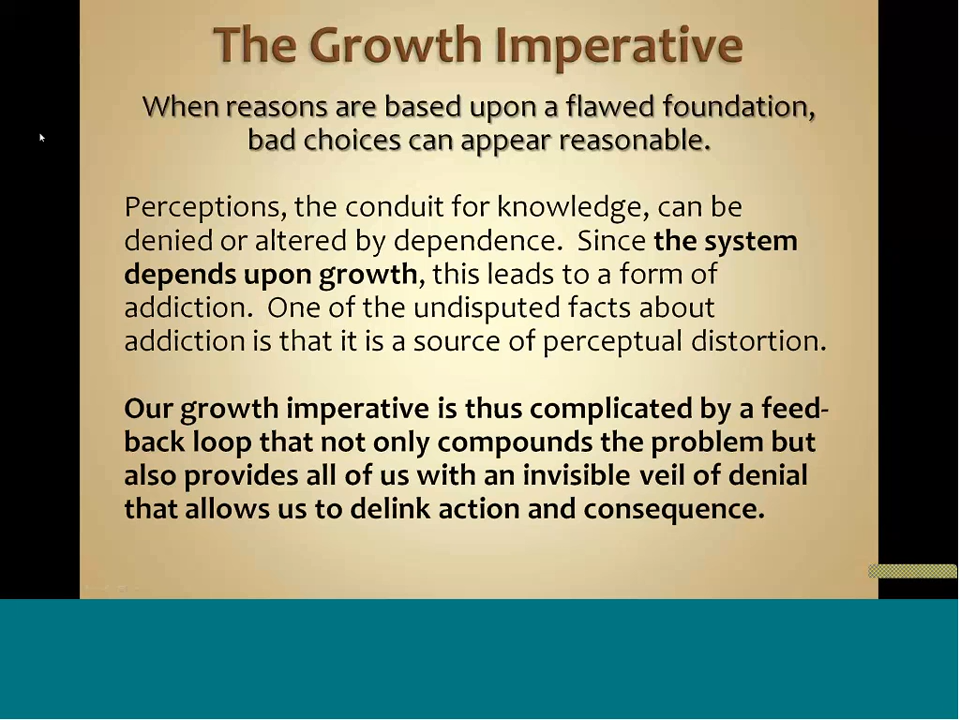 The Growth Imperative
When reasons are based upon a flawed foundation,
bad choices can appear reasonable.
Perceptions, the conduit for knowledge, can be
denied or altered by dependence.  Since the system
depends upon growth, this leads to a form of
addiction.  One of the undisputed facts about
addiction is that it is a source of perceptual distortion.
Our growth imperative is thus complicated by a feed-
back loop that not only compounds the problem but
also provides all of us with an invisible veil of denial
that allows us to delink action and consequence.